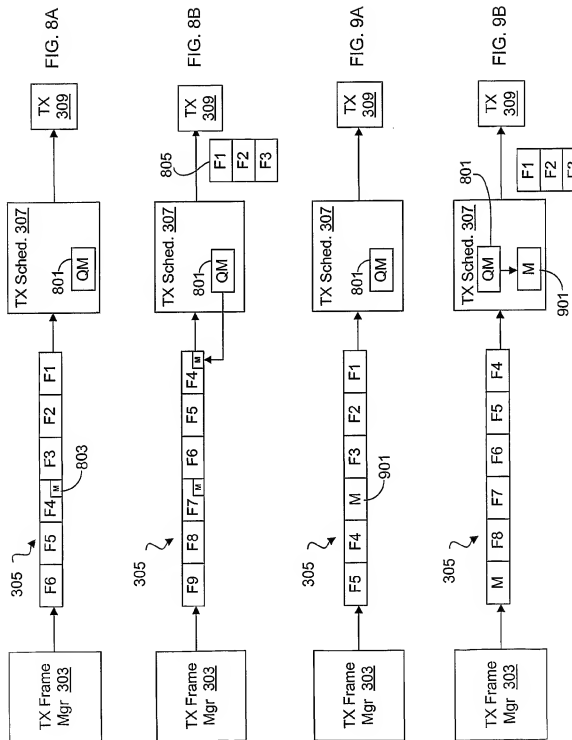 TX Frame
Mgr 303
305
F6 F5 F4 M F3 F2 F1
803
TX Sched. 307
801
QM
TX
309
FIG. 8A
TX Frame
Mgr 303
305
F9 F8 F7 M F6 F5 F4 M
TX Sched. 307
801
QM
805
F1
F2
F3
TX
309
FIG. 8B
TX Frame
Mgr 303
305
F5 F4 M F3 F2 F1
901
TX Sched. 307
801
QM
TX
309
FIG. 9A
TX Frame
Mgr 303
305
M F8 F7 F6 F5 F4
TX Sched. 307
QM
801
M
901
F1
F2
TX
309
FIG. 9B